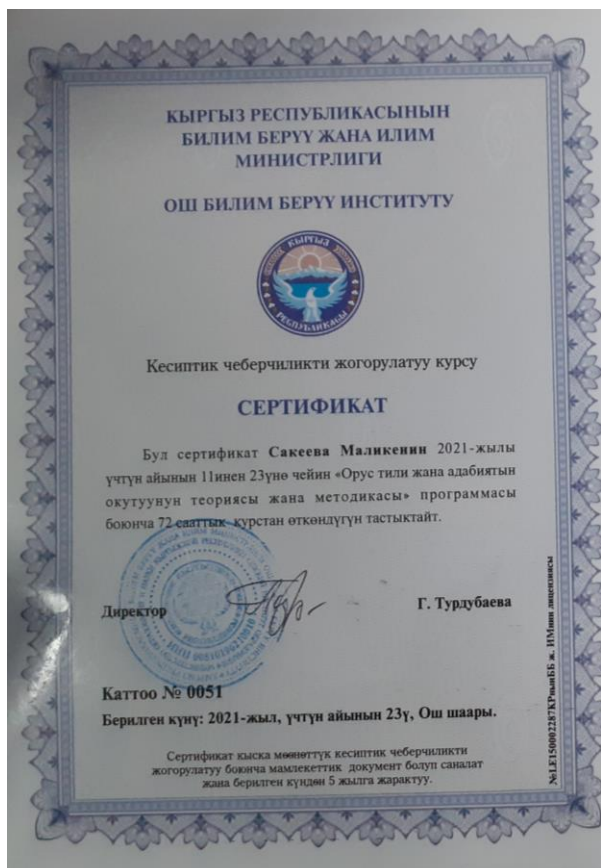 КЫРГЫЗ РЕСПУБЛИКАСЫНЫН
БИЛИМ БЕРҮҮ ЖАНА ИЛИМ
МИНИСТРЛИГИ
ОШ БИЛИМ БЕРҮҮ ИНСТИТУТУ
КЫРГЫЗ
РЕСПУБЛИКАСЫ
Кесиптик чеберчиликти жогорулатуу курсу
СЕРТИФИКАТ
Бул сертификат Сакеева Маликенин 2021-жылы
үчтүн айынын 11инен 23үнө чейин «Орус тили жана адабиятын
окутуунун теориясы жана методикасы» программасы
боюнча 72 сааттык курстан өткөндүгүн тастыктайт.
Директор
Г. Турдубаева
Каттоо № 0051
Берилген күнү: 2021-жыл, үчтүн айынын 23ү, Ош шаары.
Сертификат кыска мөөнөттүк кесиптик чеберчиликти
жогорулатуу боюнча мамлекеттик документ болуп саналат
жана берилген күндөн 5 жылга жарактуу.
№LE150002287КРнынББ ж. ИМнин лицензиясы